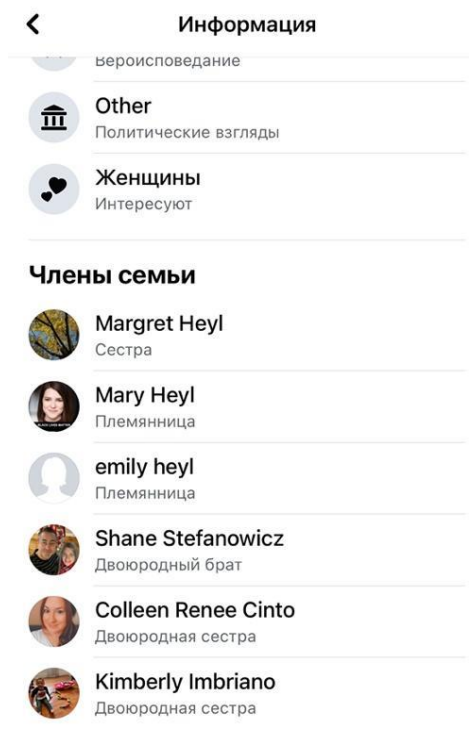 Информация
Вероисповедание
Other
Политические взгляды
Женщины
Интересуют
Члены семьи
Margret Heyl
Сестра
Mary Heyl
Племянница
emily heyl
Племянница
Shane Stefanowicz
Двоюродный брат
Colleen Renee Cinto
Двоюродная сестра
Kimberly Imbriano
Двоюродная сестра